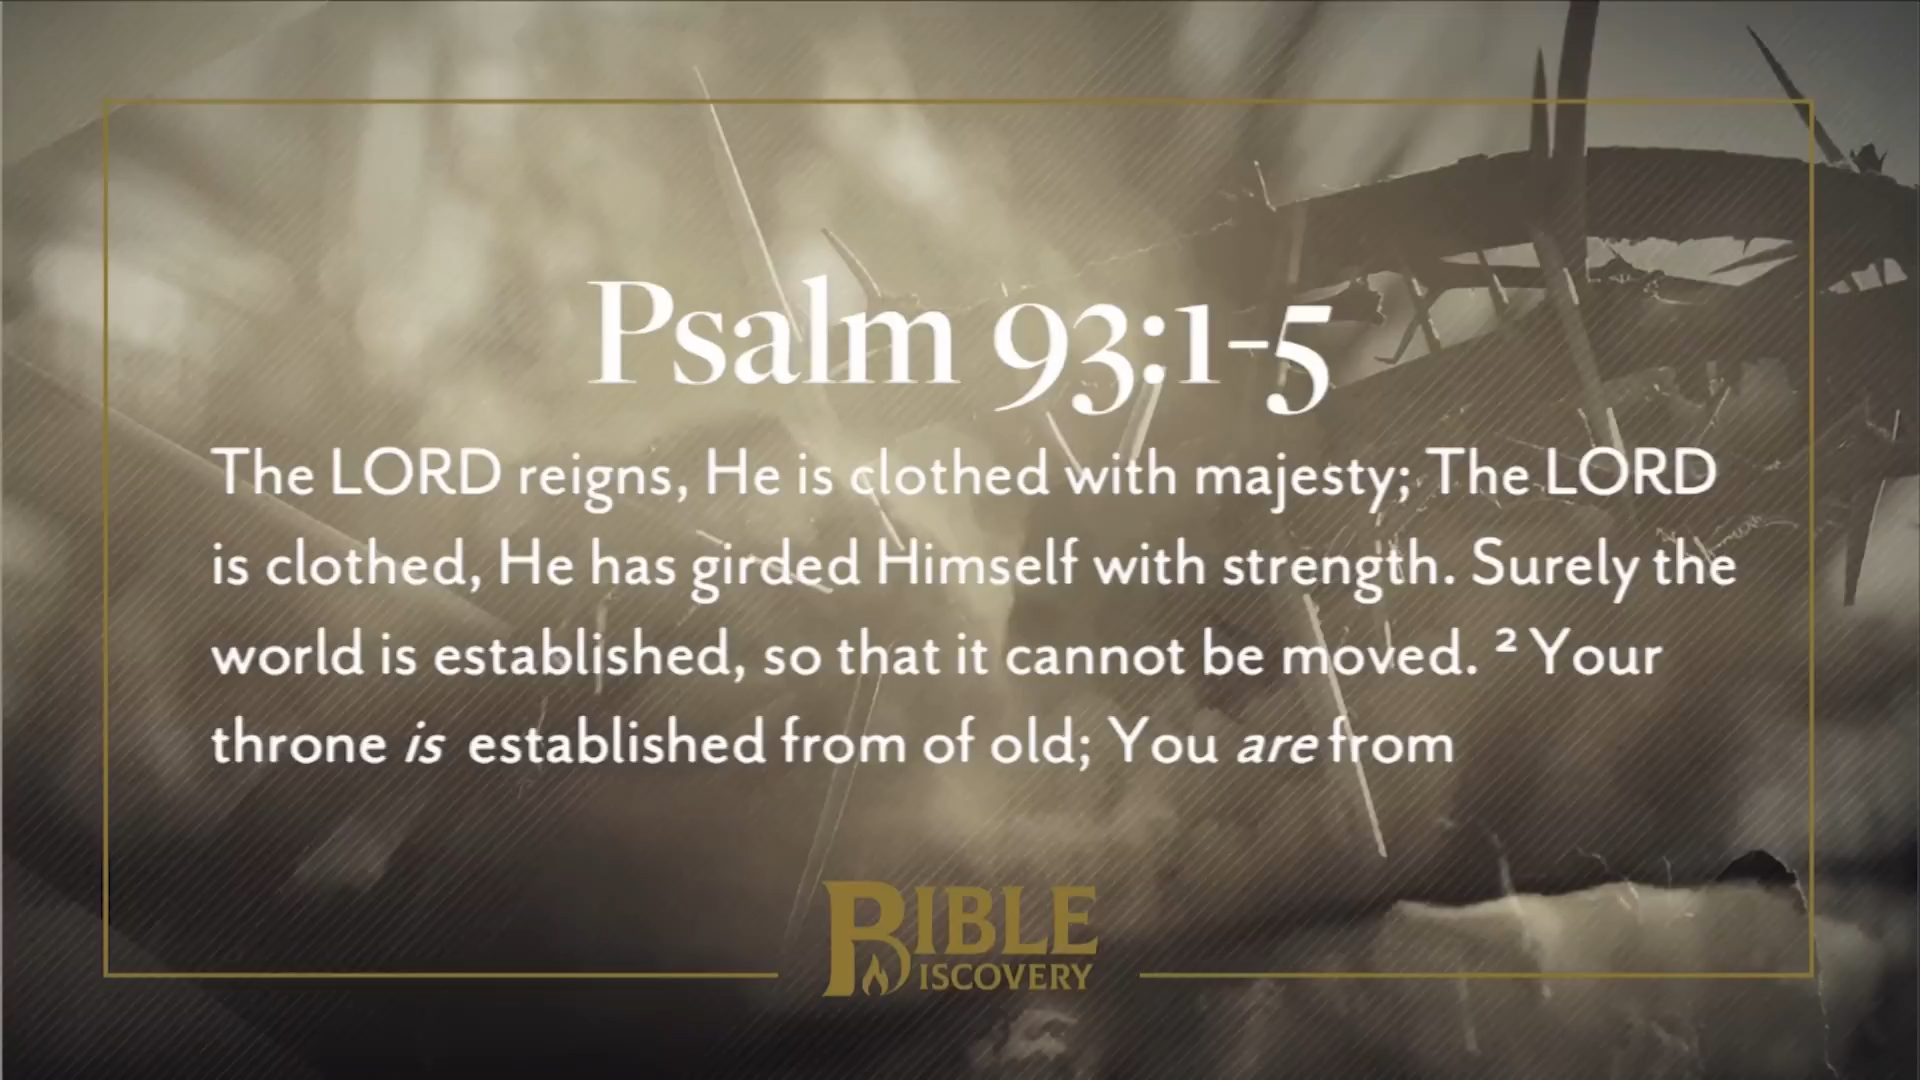 Psalm 93:1-5
The LORD reigns, He is clothed with majesty; The LORD
is clothed, He has girded Himself with strength. Surely the
world is established, so that it cannot be moved. ² Your
throne is established from of old; You are from
BIBLE
DISCOVERY